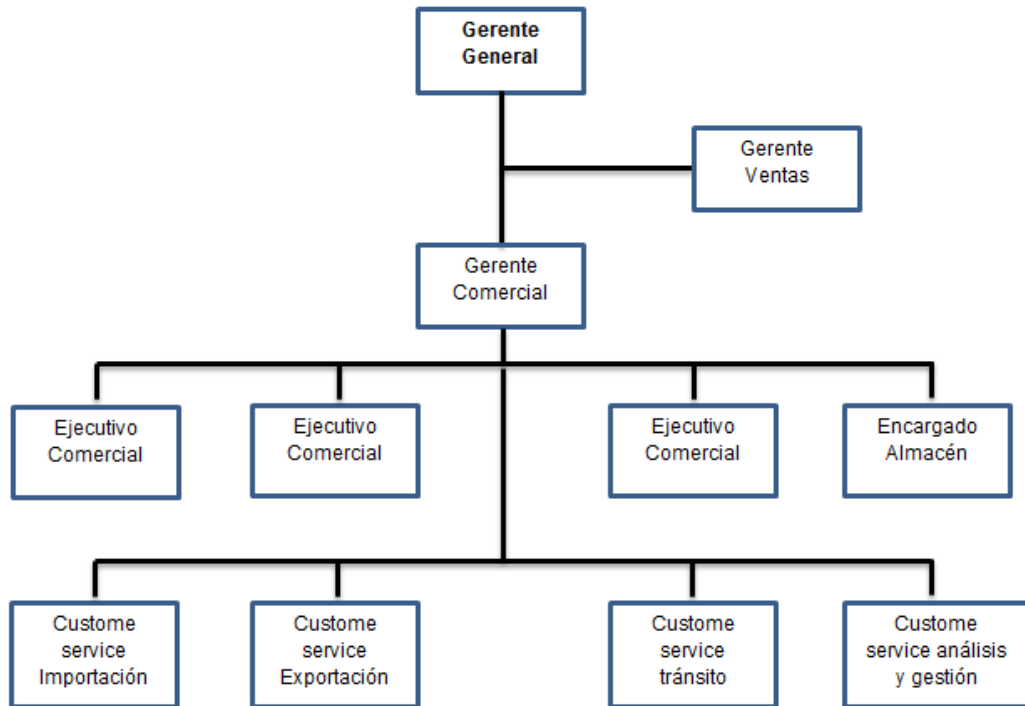 Gerente
General
Gerente
Ventas
Gerente
Comercial
Ejecutivo
Comercial
Ejecutivo
Comercial
Ejecutivo
Comercial
Encargado
Almacén
Custome
service
Importación
Custome
service
Exportación
Custome
service
tránsito
Custome
service análisis
y gestión